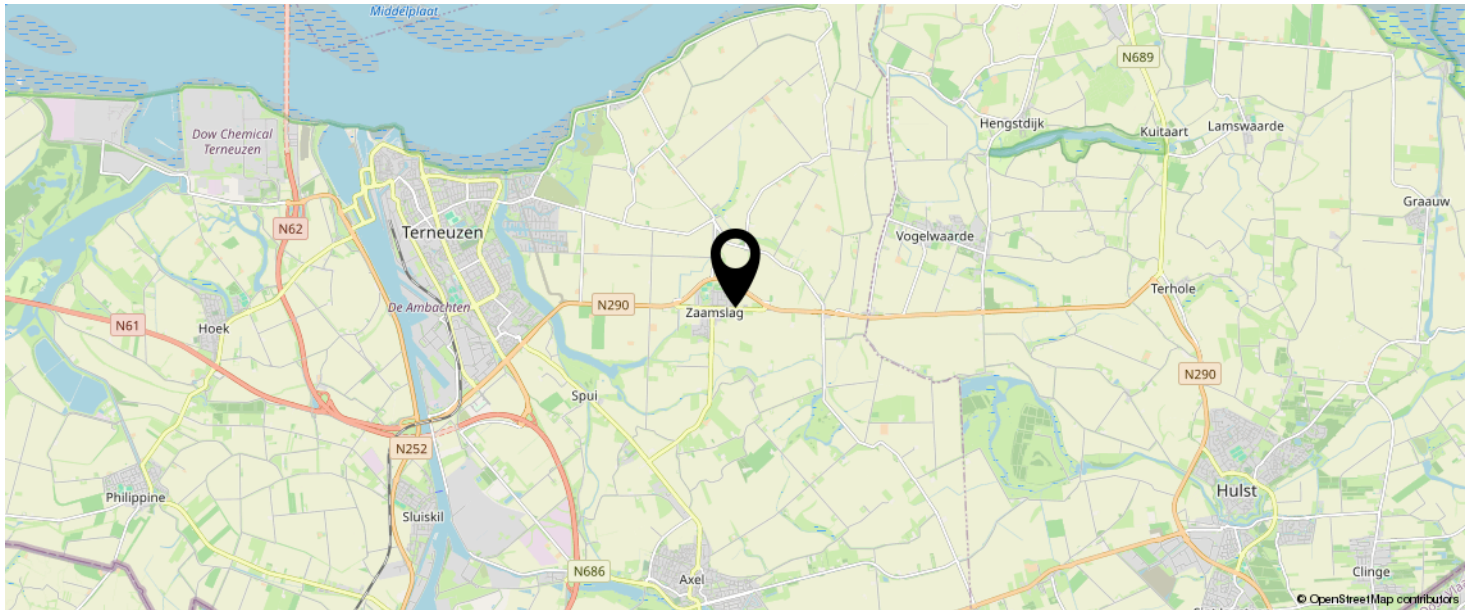 Middelplaat
N689
Dow Chemical
Terneuzen
Hengstdijk
Kuitaart
Lamswaarde
Graauw
N62
Terneuzen
Vogelwaarde
Terhole
De Ambachten
N290
Zaamslag
N61
Hoek
N290
Spui
N252
Philippine
Hulst
Sluiskil
N686
Axel
Clinge
© OpenStreetMap contributors